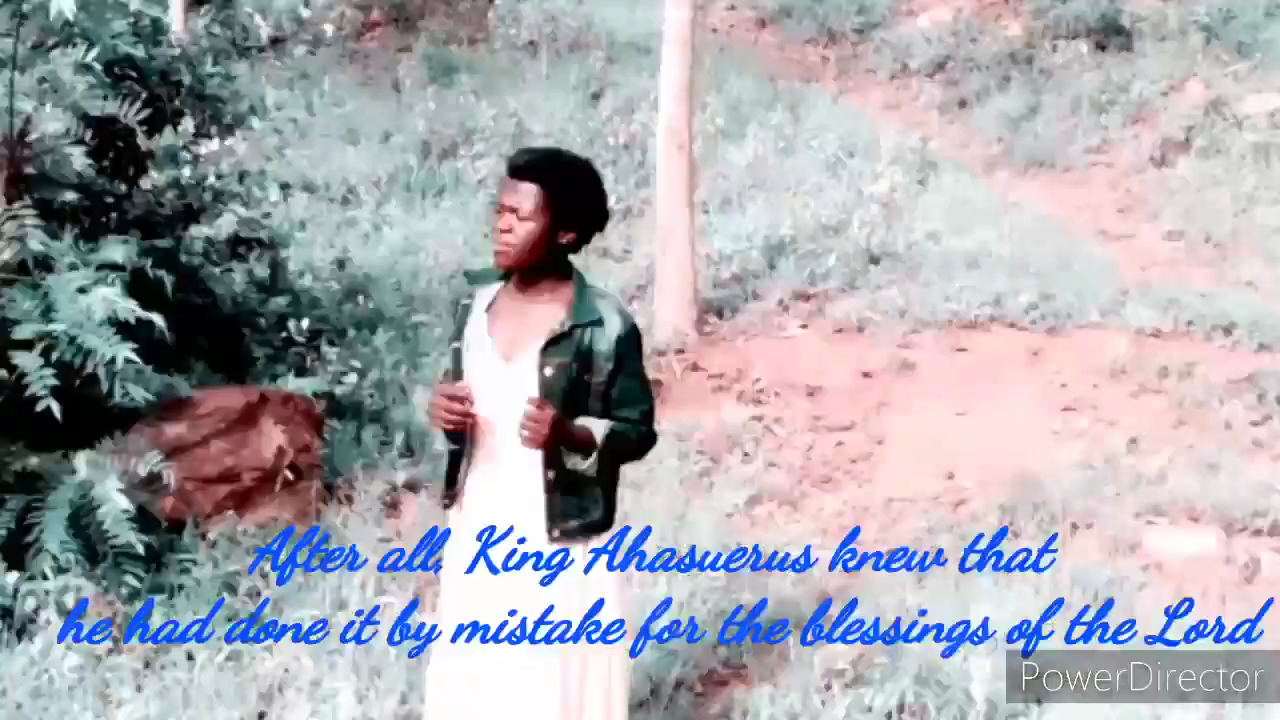 After all, King Ahasuerus knew that
he had done it by mistake for the blessings of the Lord
PowerDirector